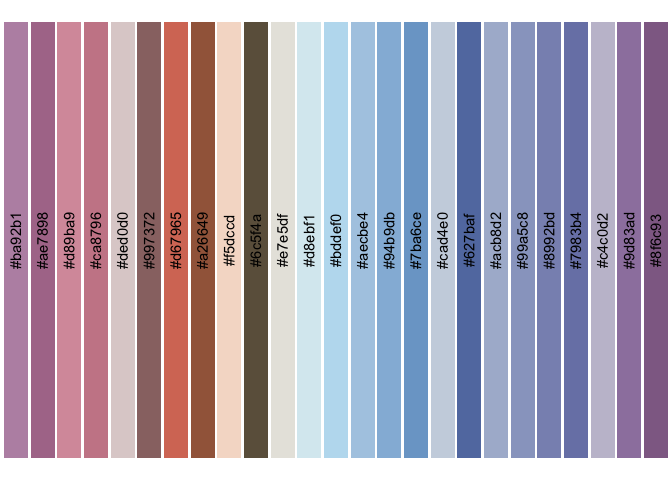 #ba92b1
#ae7898
#d89ba9
#ca8796
#ded0d0
#997372
#d67965
#a26649
#f5dccd
#6c5f4a
#e7e5df
#d8ebf1
#bddef0
#aecbe4
#94b9db
#7ba6ce
#cad4e0
#627baf
#acb8d2
#99a5c8
#8992bd
#7983b4
#c4c0d2
#9d83ad
#8f6c93